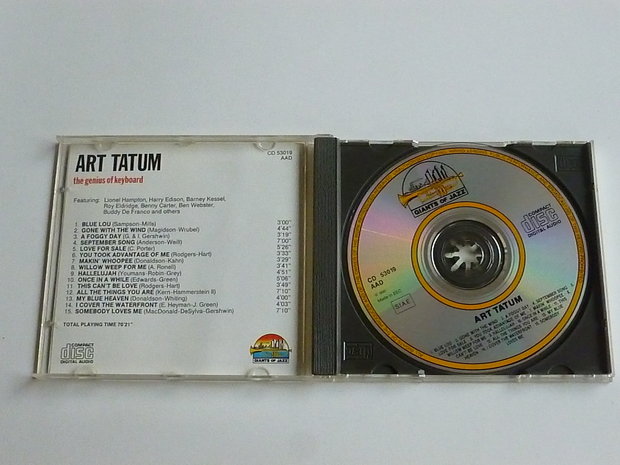 ART TATUM
the genius of keyboard
CD 53019
AAD
Featuring: Lionel Hampton, Harry Edison, Barney Kessel,
Roy Eldridge, Benny Carter, Ben Webster,
Buddy De Franco and others
1. BLUE LOU (Sampson-Mills) 3'00"
2. GONE WITH THE WIND (Magidson-Wrubel) 4'44"
3. A FOGGY DAY (G. & I. Gershwin) 3'19"
4. SEPTEMBER SONG (Anderson-Weill) 7'00"
5. LOVE FOR SALE (C. Porter) 5'26"
6. YOU TOOK ADVANTAGE OF ME (Rodgers-Hart) 3'33"
7. MAKIN' WHOOPEE (Donaldson-Kahn) 3'49"
8. WILLOW WEEP FOR ME (A. Ronell) 3'41"
9. HALLELUJAH (Youmans-Robin-Grey) 4'51"
10. ONCE IN A WHILE (Edwards-Green) 5'16"
11. THIS CAN'T BE LOVE (Rodgers-Hart) 3'49"
12. ALL THE THINGS YOU ARE (Kern-Hammerstein II) 7'10"
13. MY BLUE HEAVEN (Donaldson-Whiting) 4'00"
14. I COVER THE WATERFRONT (E. Heyman-J. Green) 4'03"
15. SOMEBODY LOVES ME (MacDonald-DeSylva-Gershwin) 7'10"
TOTAL PLAYING TIME 70'21"
COMPACT
disc
DIGITAL AUDIO
GIANTS OF JAZZ
GIANTS OF JAZZ
COMPACT
disc
DIGITAL AUDIO
CD 53019
AAD
Made in EEC
S.I.A.E.
ART TATUM